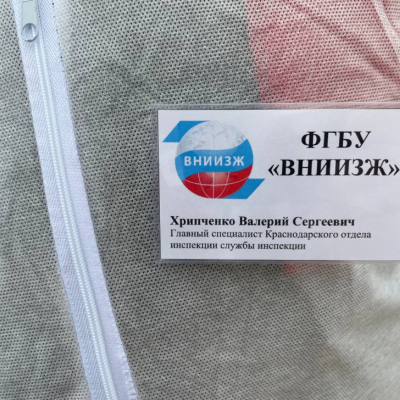 ВНИИЗЖ
ФГБУ
«ВНИИЗЖ»
Хрипченко Валерий Сергеевич
Главный специалист Краснодарского отдела
инспекции службы инспекции